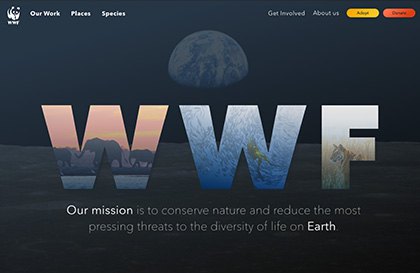 WWF
Our Work Places Species Get Involved About us Adopt Donate
WWF
Our mission is to conserve nature and reduce the most
pressing threats to the diversity of life on Earth.